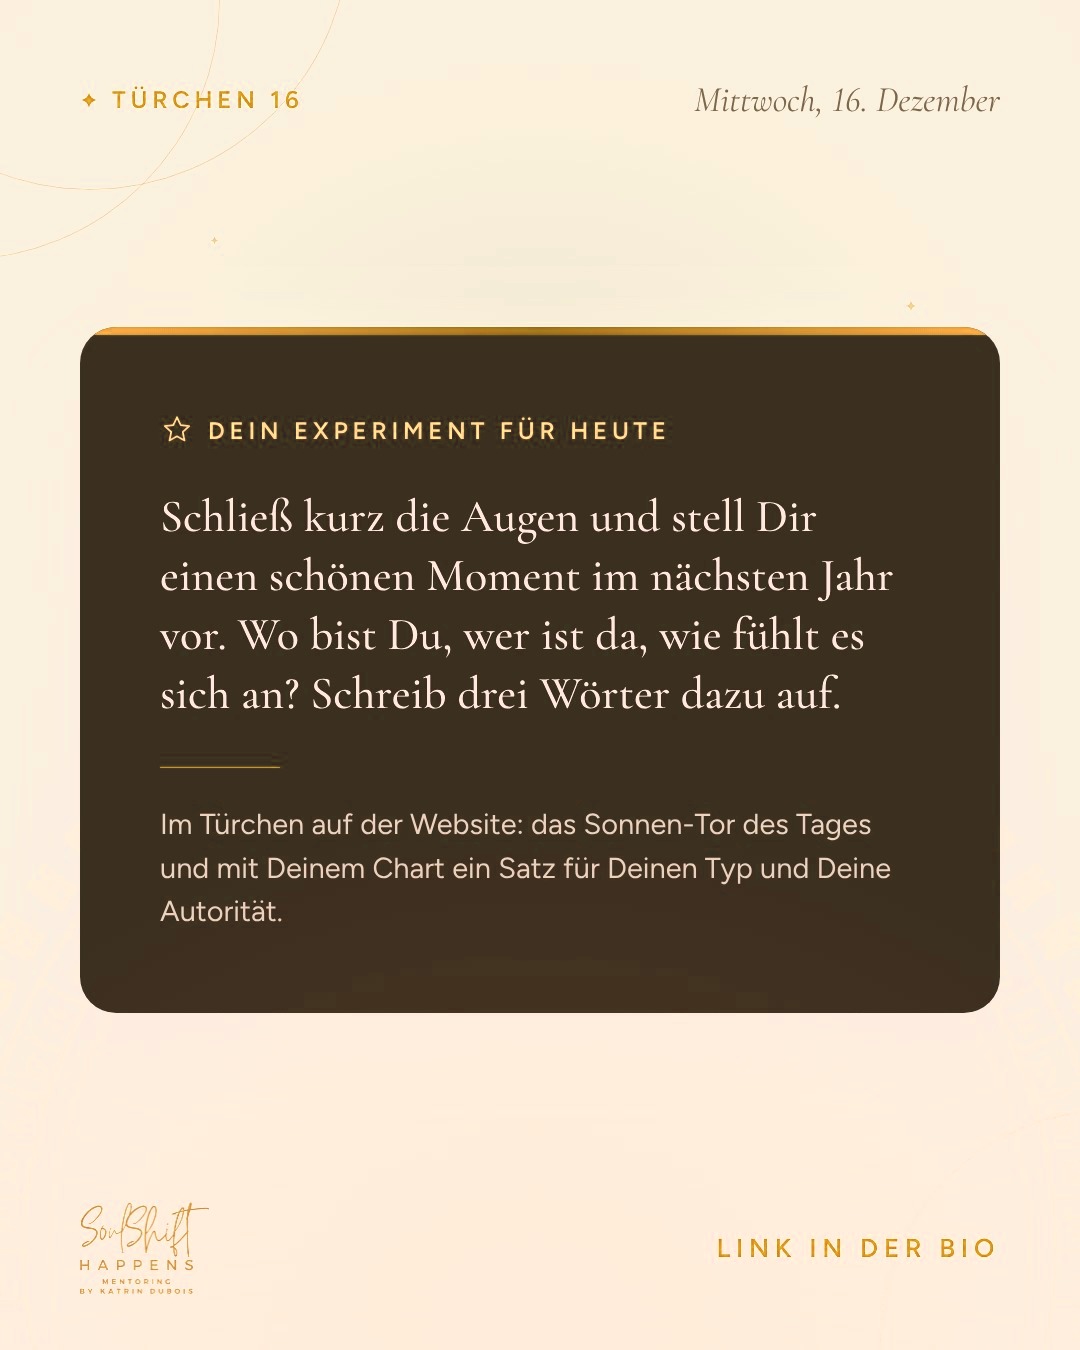 TÜRCHEN 16
Mittwoch, 16. Dezember
DEIN EXPERIMENT FÜR HEUTE
Schließ kurz die Augen und stell Dir
einen schönen Moment im nächsten Jahr
vor. Wo bist Du, wer ist da, wie fühlt es
sich an? Schreib drei Wörter dazu auf.
Im Türchen auf der Website: das Sonnen-Tor des Tages
und mit Deinem Chart ein Satz für Deinen Typ und Deine
Autorität.
SoulShift
HAPPENS
MENTORING
BY KATRIN DUBOIS
LINK IN DER BIO